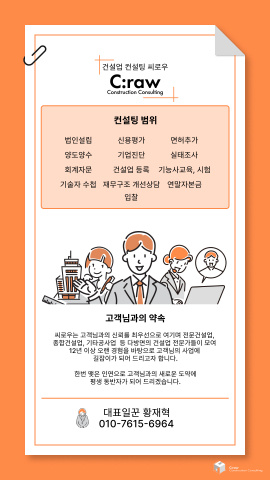 건설업 컨설팅 씨로우
C:raw
Construction Consulting
컨설팅 범위
법인설립 신용평가 면허추가
양도양수 기업진단 실태조사
회계자문 건설업 등록 기능사교육, 시험
기술자 수첩 재무구조 개선상담 연말자본금
입찰
고객님과의 약속
씨로우는 고객님과의 신뢰를 최우선으로 여기며 전문건설업,
종합건설업, 기타공사업 등 다방면의 건설업 전문가들이 모여
12년 이상 오랜 경험을 바탕으로 고객님의 사업에
길잡이가 되어 드리고자 합니다.
한번 맺은 인연으로 고객님과의 새로운 도약에
평생 동반자가 되어 드리겠습니다.
대표일꾼 황재혁
010-7615-6964
C:raw
Construction Consulting